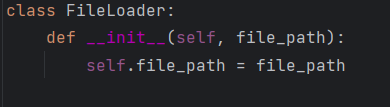 class FileLoader:
    def __init__(self, file_path):
        self.file_path = file_path